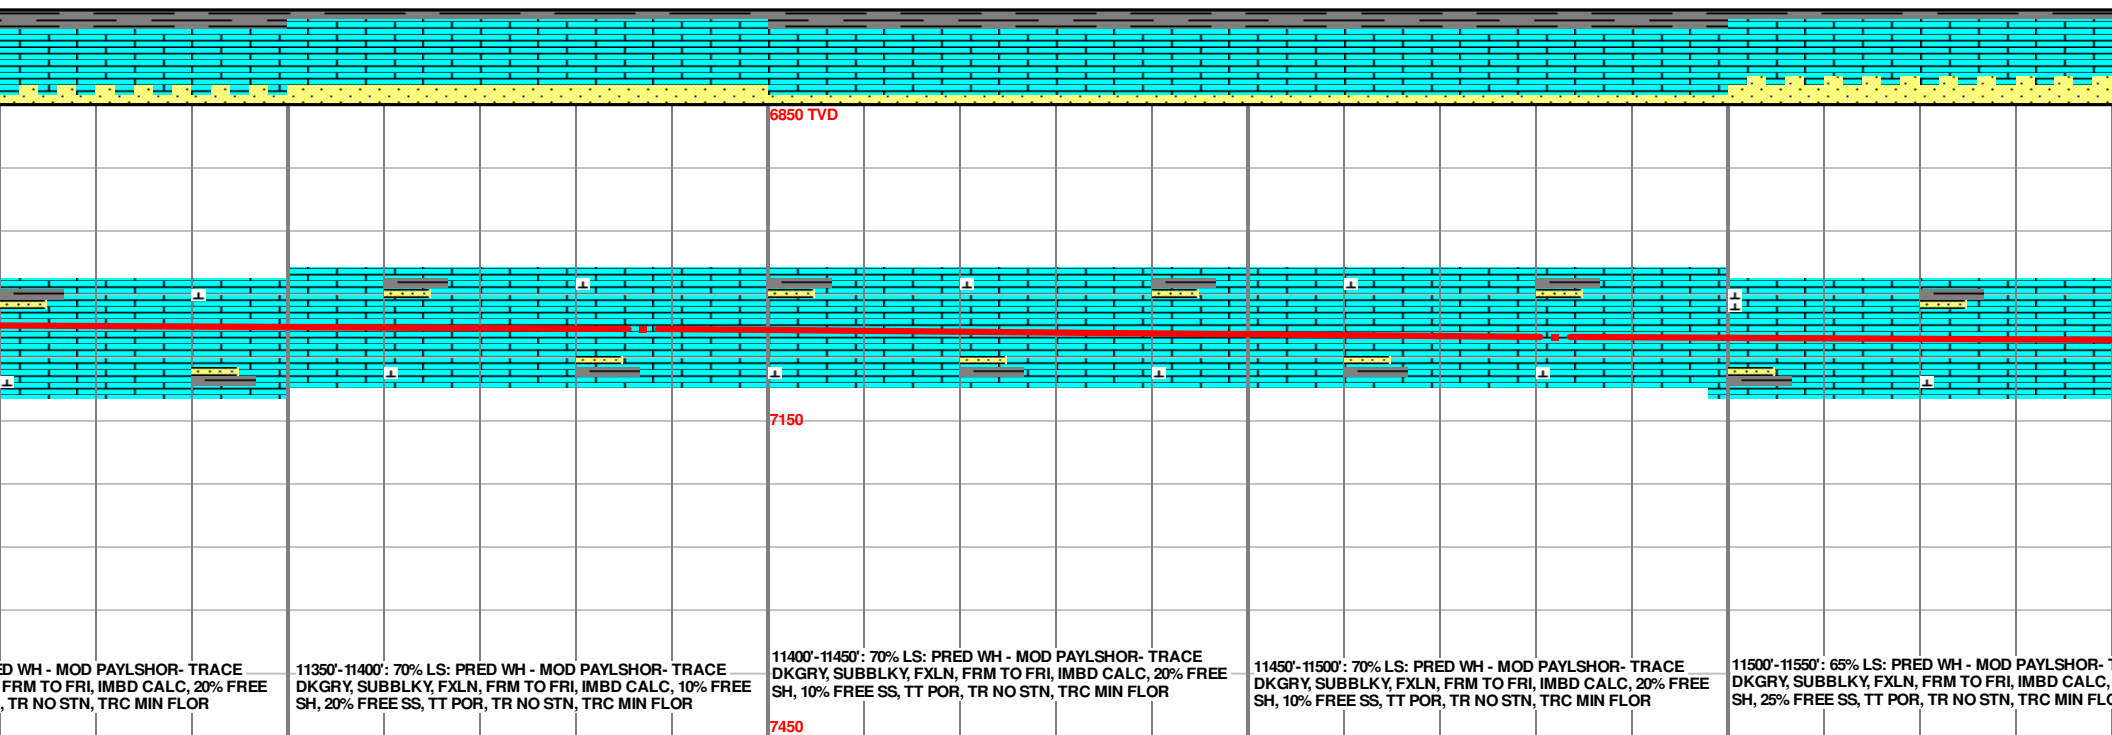 6850 TVD
7150
ED WH - MOD PAYLSHOR- TRACE
FRM TO FRI, IMBD CALC, 20% FREE
, TR NO STN, TRC MIN FLOR
11350'-11400': 70% LS: PRED WH - MOD PAYLSHOR- TRACE
DKGRY, SUBBLKY, FXLN, FRM TO FRI, IMBD CALC, 10% FREE
SH, 20% FREE SS, TT POR, TR NO STN, TRC MIN FLOR
11400'-11450': 70% LS: PRED WH - MOD PAYLSHOR- TRACE
DKGRY, SUBBLKY, FXLN, FRM TO FRI, IMBD CALC, 20% FREE
SH, 10% FREE SS, TT POR, TR NO STN, TRC MIN FLOR
11450'-11500': 70% LS: PRED WH - MOD PAYLSHOR- TRACE
DKGRY, SUBBLKY, FXLN, FRM TO FRI, IMBD CALC, 20% FREE
SH, 10% FREE SS, TT POR, TR NO STN, TRC MIN FLOR
11500'-11550': 65% LS: PRED WH - MOD PAYLSHOR-
DKGRY, SUBBLKY, FXLN, FRM TO FRI, IMBD CALC,
SH, 25% FREE SS, TT POR, TR NO STN, TRC MIN
7450